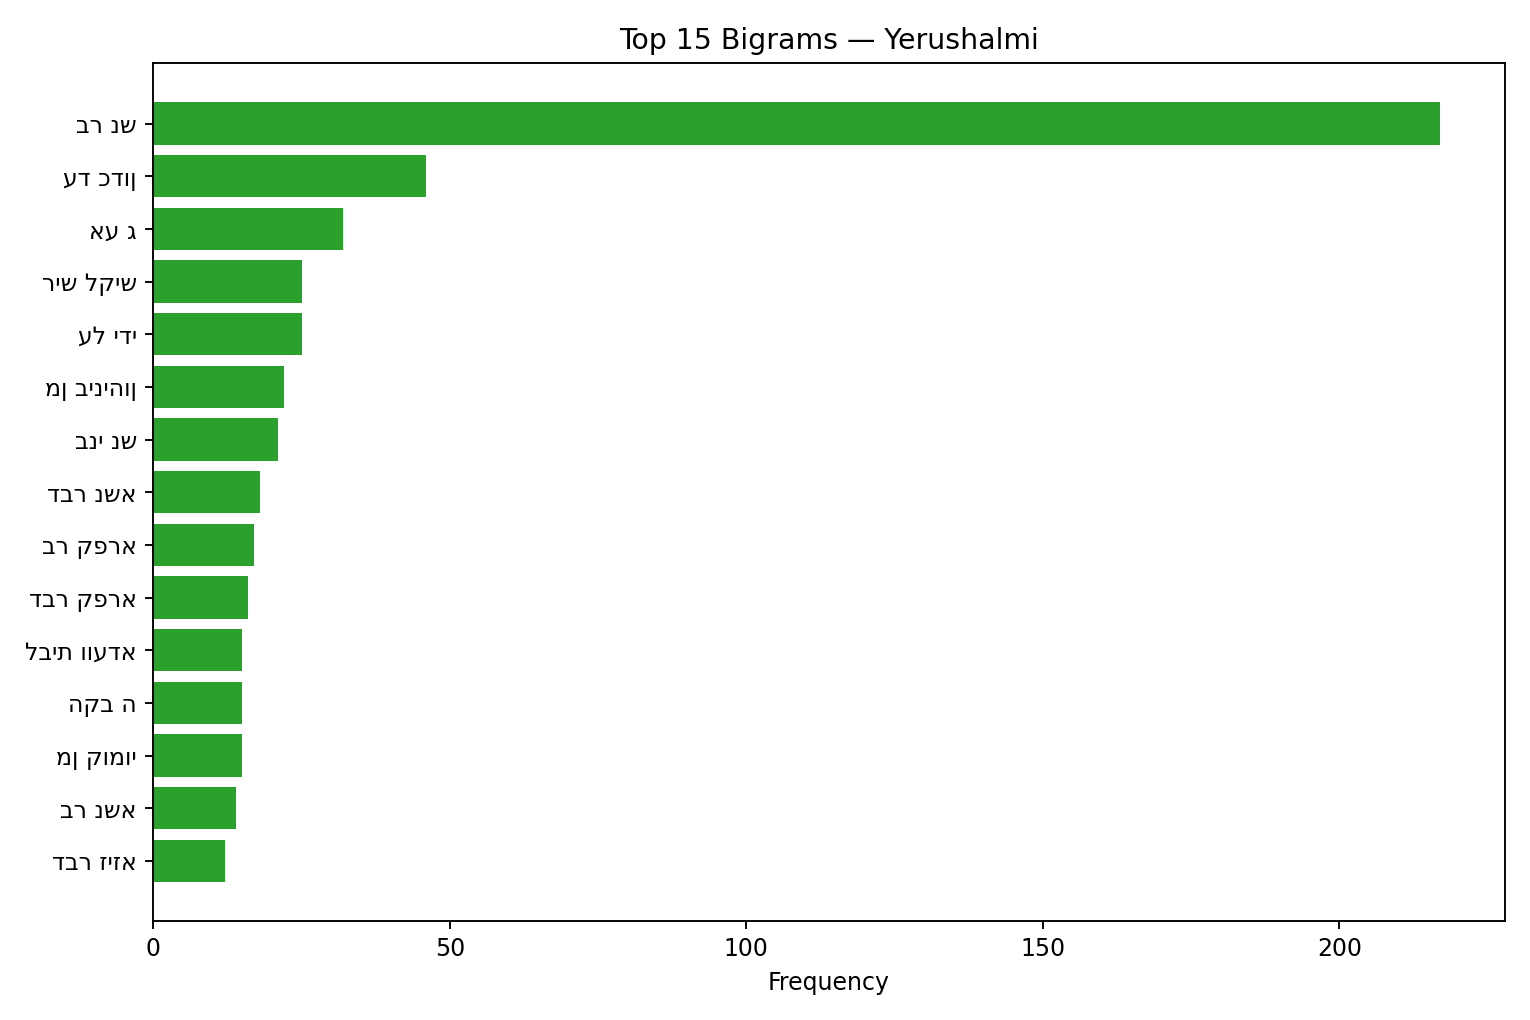 Top 15 Bigrams — Yerushalmi
בר נש
עד כדון
אע ג
ריש לקיש
על ידי
מן ביניהון
בני נש
דבר נשא
בר קפרא
דבר קפרא
לבית וועדא
הקב ה
מן קומוי
בר נשא
דבר זיזא
0 50 100 150 200
Frequency